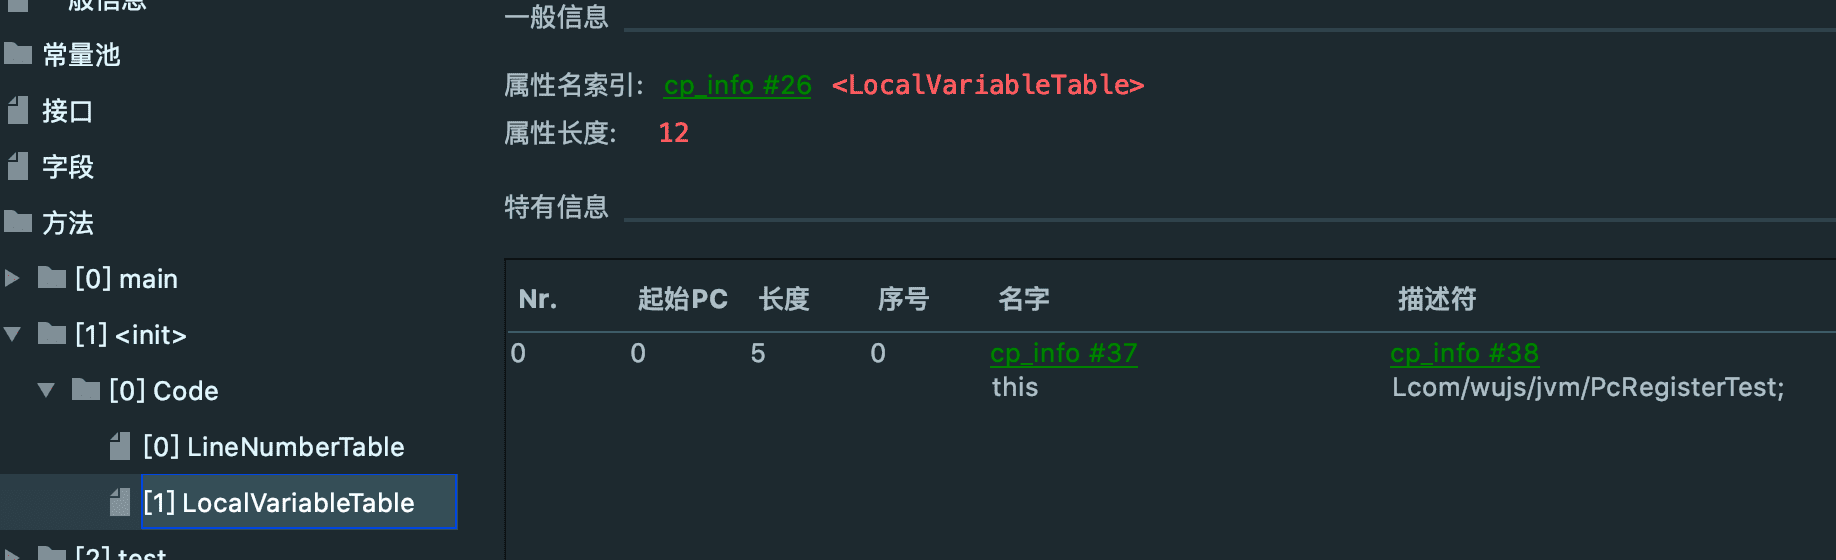 般信息
常量池
接口
字段
方法
[0] main
[1] <init>
[0] Code
[0] LineNumberTable
[1] LocalVariableTable
[2] test
一般信息
属性名索引: cp_info #26 <LocalVariableTable>
属性长度: 12
特有信息
Nr. 起始PC 长度 序号 名字 描述符
0 0 5 0 cp_info #37 cp_info #38
this Lcom/wujs/jvm/PcRegisterTest;